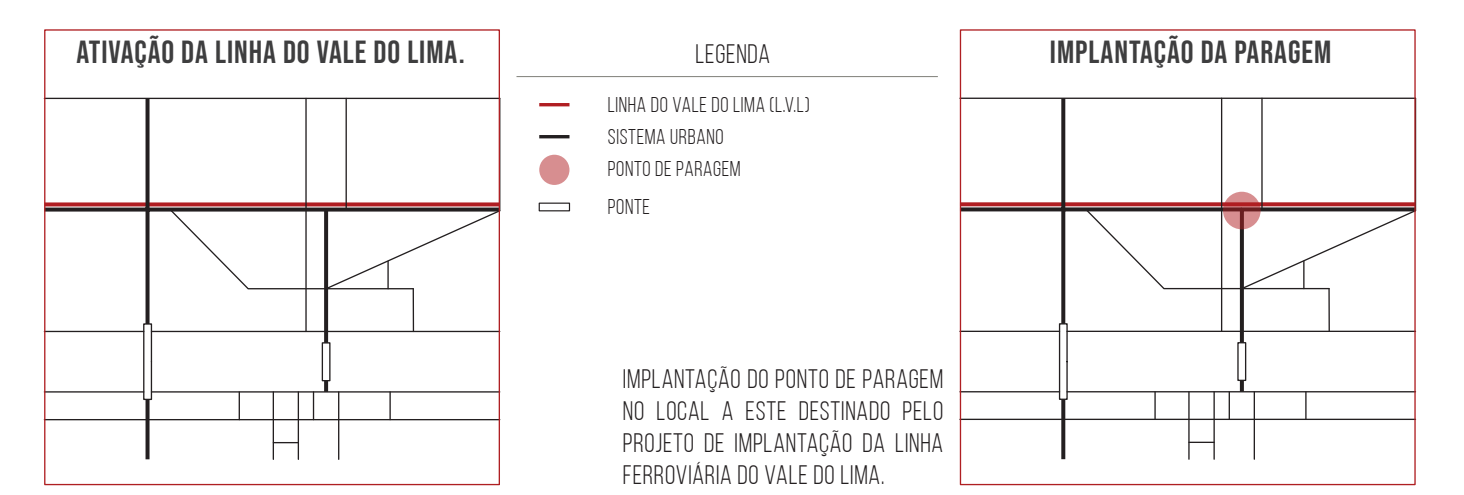 ATIVAÇÃO DA LINHA DO VALE DO LIMA.
LEGENDA
LINHA DO VALE DO LIMA (L.V.L)
SISTEMA URBANO
PONTO DE PARAGEM
PONTE
IMPLANTAÇÃO DO PONTO DE PARAGEM
NO LOCAL A ESTE DESTINADO PELO
PROJETO DE IMPLANTAÇÃO DA LINHA
FERROVIÁRIA DO VALE DO LIMA.
IMPLANTAÇÃO DA PARAGEM